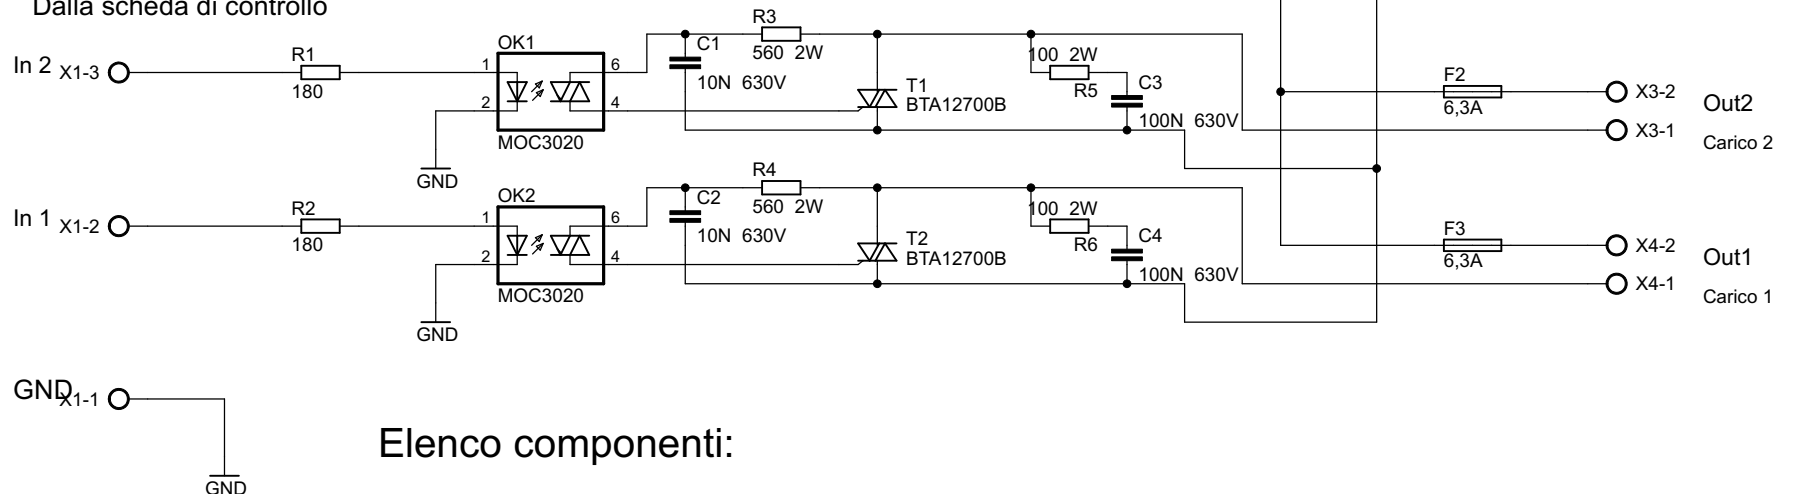 Dalla scheda di controllo
In 2 X1-3
R1
180
OK1
1
2
6
4
MOC3020
GND
C1
10N 630V
R3
560 2W
T1
BTA12700B
100 2W
R5
C3
100N 630V
F2
6,3A
X3-2
X3-1
Out2
Carico 2
In 1 X1-2
R2
180
OK2
1
2
6
4
MOC3020
GND
C2
10N 630V
R4
560 2W
T2
BTA12700B
100 2W
R6
C4
100N 630V
F3
6,3A
X4-2
X4-1
Out1
Carico 1
GND X1-1
GND
Elenco componenti: